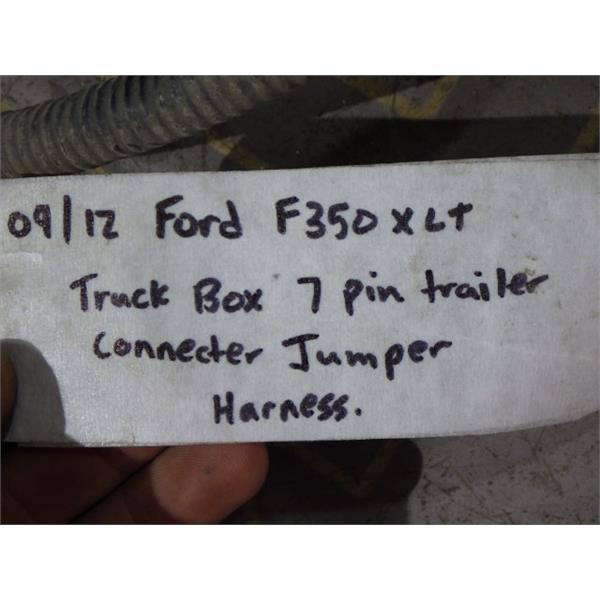 09/12 Ford F350 XLT
Truck Box 7 pin trailer
Connecter Jumper
Harness.